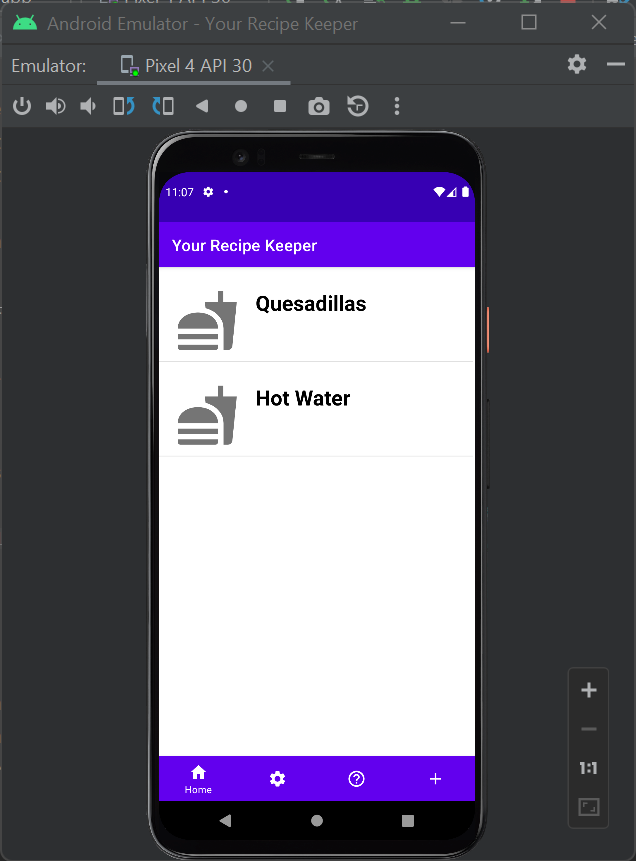 Android Emulator - Your Recipe Keeper
Emulator:
Pixel 4 API 30
11:07
Your Recipe Keeper
Quesadillas
Hot Water
Home
1:1